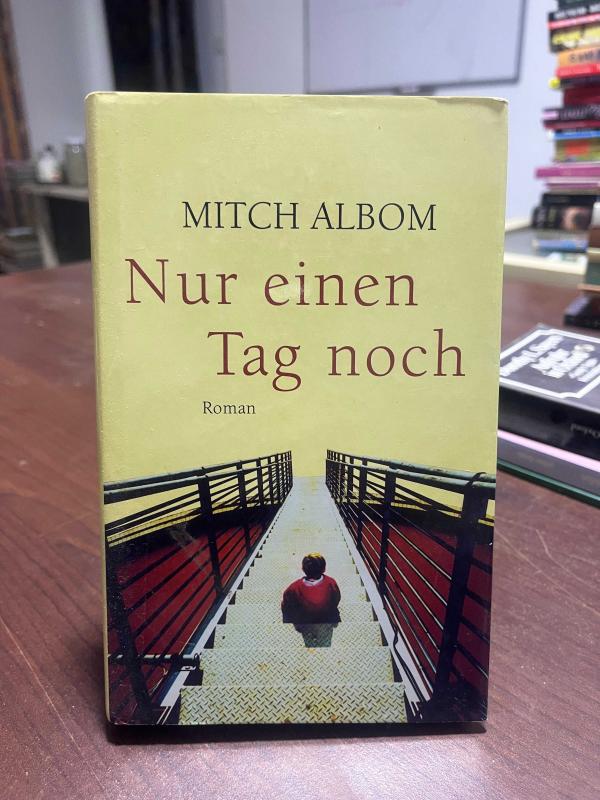 MITCH ALBOM
Nur einen
Tag noch
Roman